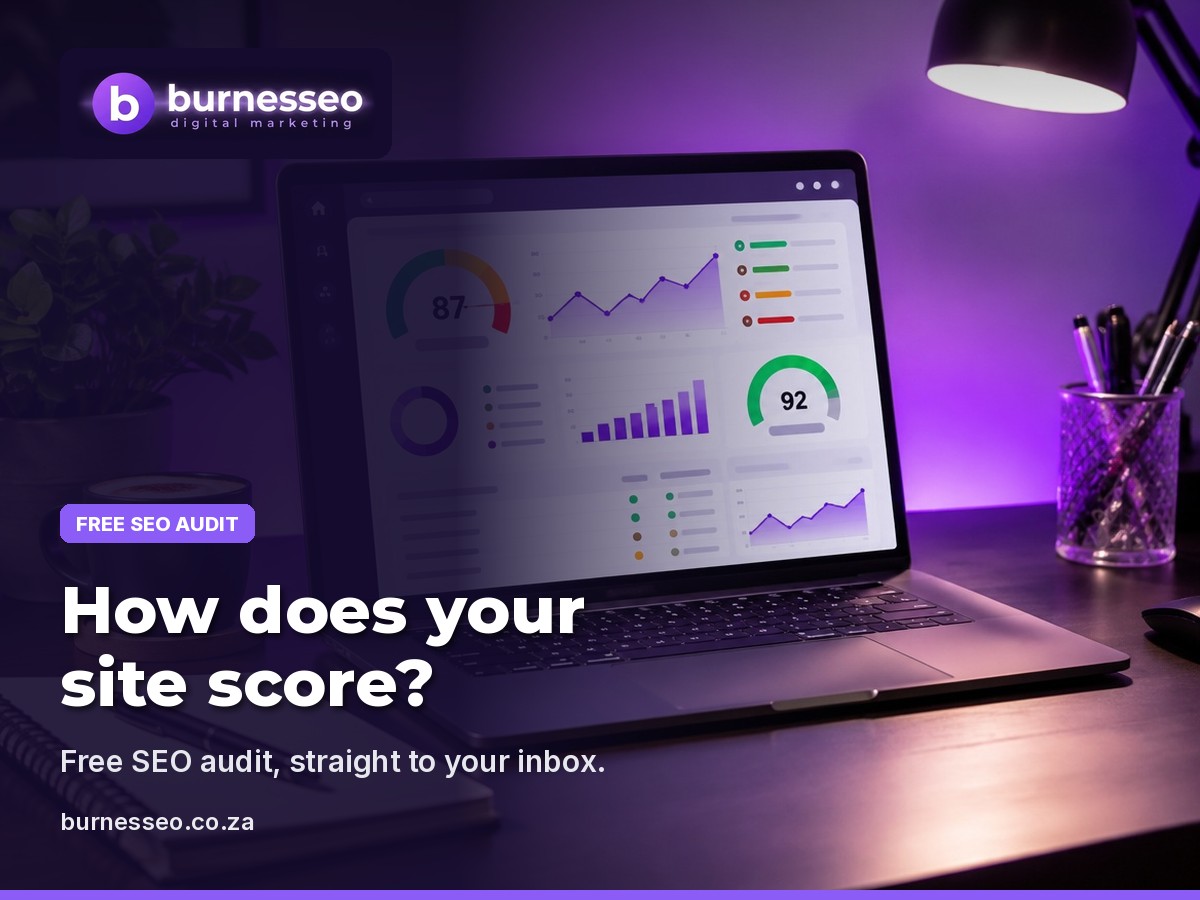 b burnesseo
digital marketing
87
92
FREE SEO AUDIT
How does your
site score?
Free SEO audit, straight to your inbox.
burnesseo.co.za